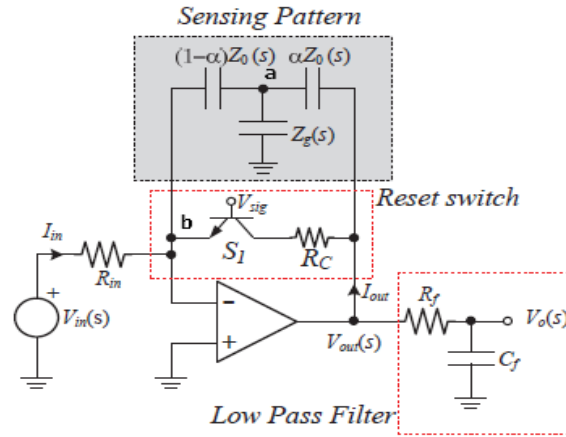 Sensing Pattern
(1−α)Z0(s) αZ0(s)
a
Zg(s)
Reset switch
b
Vsig
S1
RC
Iin
Rin
Vin(s)
+
-
+
Iout
Vout(s)
Rf
Vo(s)
Cf
Low Pass Filter